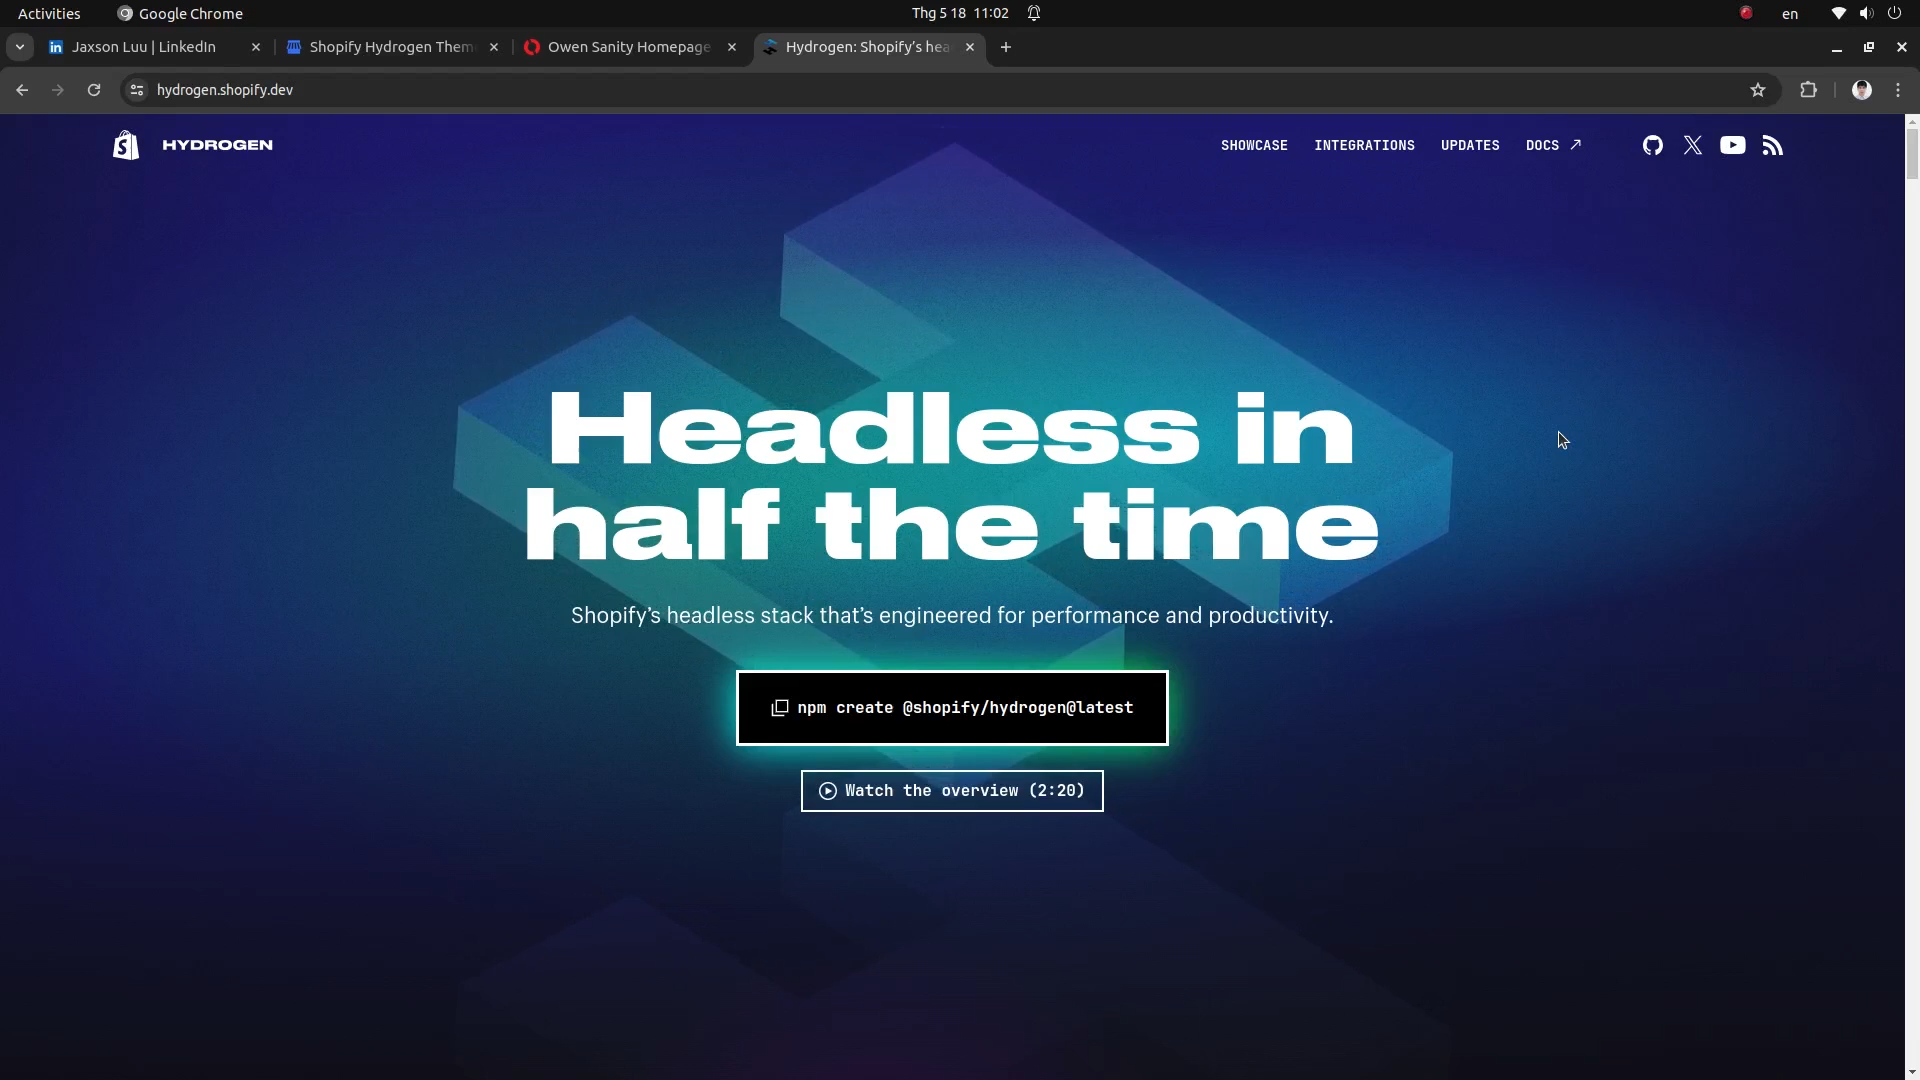 Activities Google Chrome Thg 5 18 11:02 en
Jaxson Luu | LinkedIn Shopify Hydrogen Them Owen Sanity Homepage Hydrogen: Shopify’s hea
hydrogen.shopify.dev
HYDROGEN SHOWCASE INTEGRATIONS UPDATES DOCS
Headless in
half the time
Shopify’s headless stack that’s engineered for performance and productivity.
npm create @shopify/hydrogen@latest
Watch the overview (2:20)